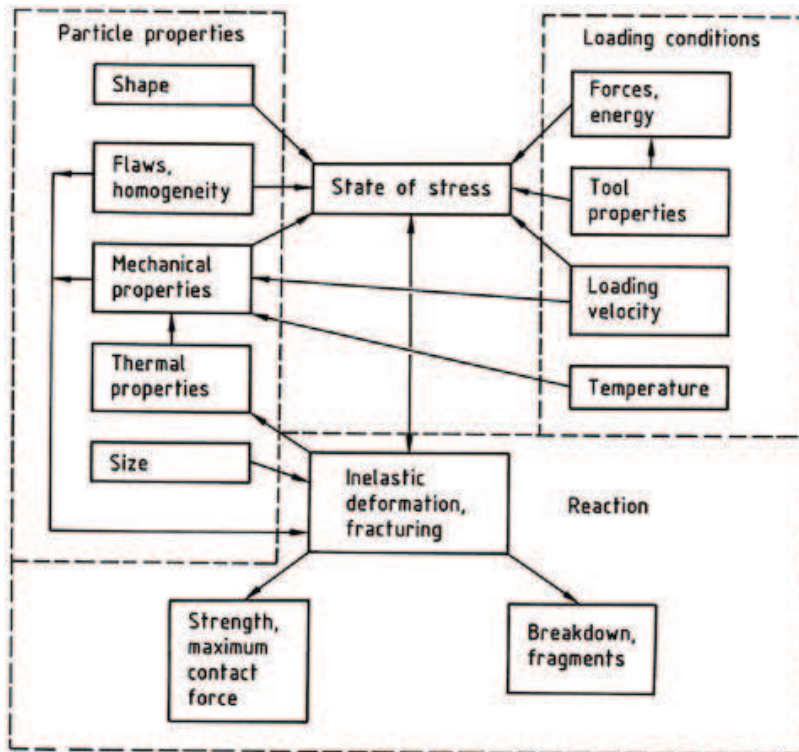 Particle properties
Loading conditions
Shape
Forces,
energy
Flaws,
homogeneity
State of stress
Tool
properties
Mechanical
properties
Loading
velocity
Thermal
properties
Temperature
Size
Inelastic
deformation,
fracturing
Reaction
Strength,
maximum
contact
force
Breakdown,
fragments